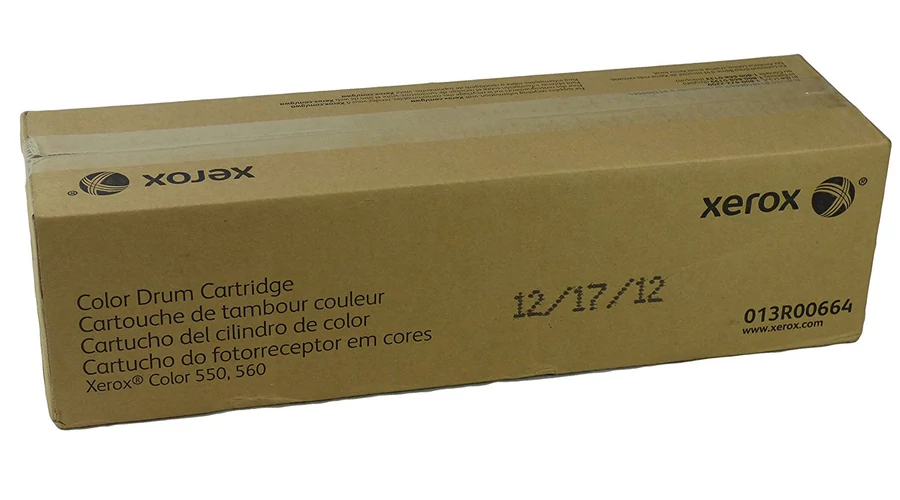 xerox ®
xerox ®
Color Drum Cartridge
Cartouche de tambour couleur
Cartucho del cilindro de color
Cartucho do fotorreceptor em cores
Xerox® Color 550, 560
12/17/12
013R00664
www.xerox.com